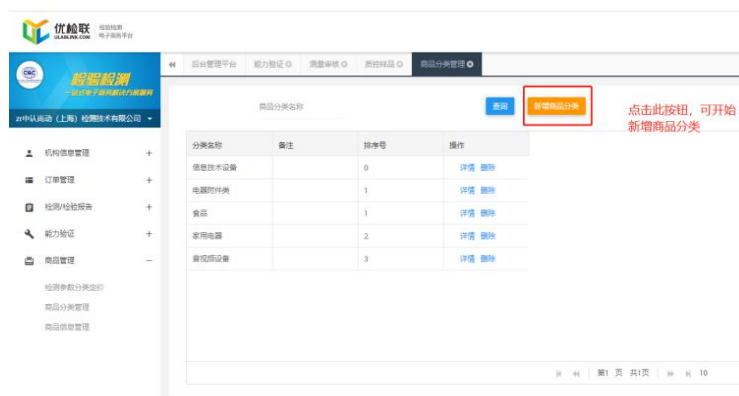 优检联
ULABLINK.COM
检验检测
电子商务平台
后台管理平台 能力验证 测量审核 质控样品 商品分类管理
CBC
检验检测
一站式电子商务解决方案服务
zr中认尚动（上海）检测技术有限公司
商品分类名称 查询 新增商品分类
点击此按钮，可开始
新增商品分类
机构信息管理 +
订单管理 +
检测/检验报告 +
能力验证 +
商品管理 −
检测参数分类定价
商品分类管理
商品信息管理
分类名称 备注 排序号 操作
信息技术设备 0 详情 删除
电器附件类 1 详情 删除
食品 1 详情 删除
家用电器 2 详情 删除
音视频设备 3 详情 删除
第1 页 共1页 10